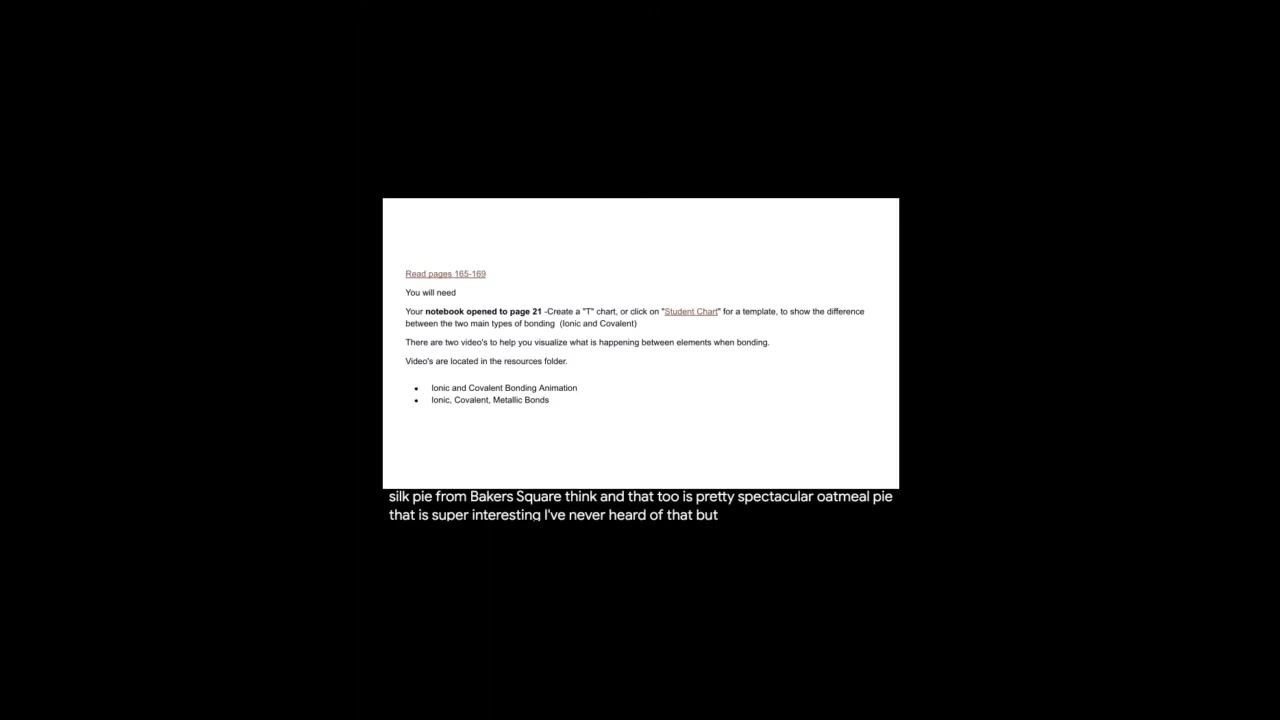 Read pages 165-169
You will need
Your notebook opened to page 21 -Create a "T" chart, or click on "Student Chart" for a template, to show the difference
between the two main types of bonding  (Ionic and Covalent)
There are two video's to help you visualize what is happening between elements when bonding.
Video's are located in the resources folder.
• Ionic and Covalent Bonding Animation
• Ionic, Covalent, Metallic Bonds
silk pie from Bakers Square think and that too is pretty spectacular oatmeal pie
that is super interesting I've never heard of that but